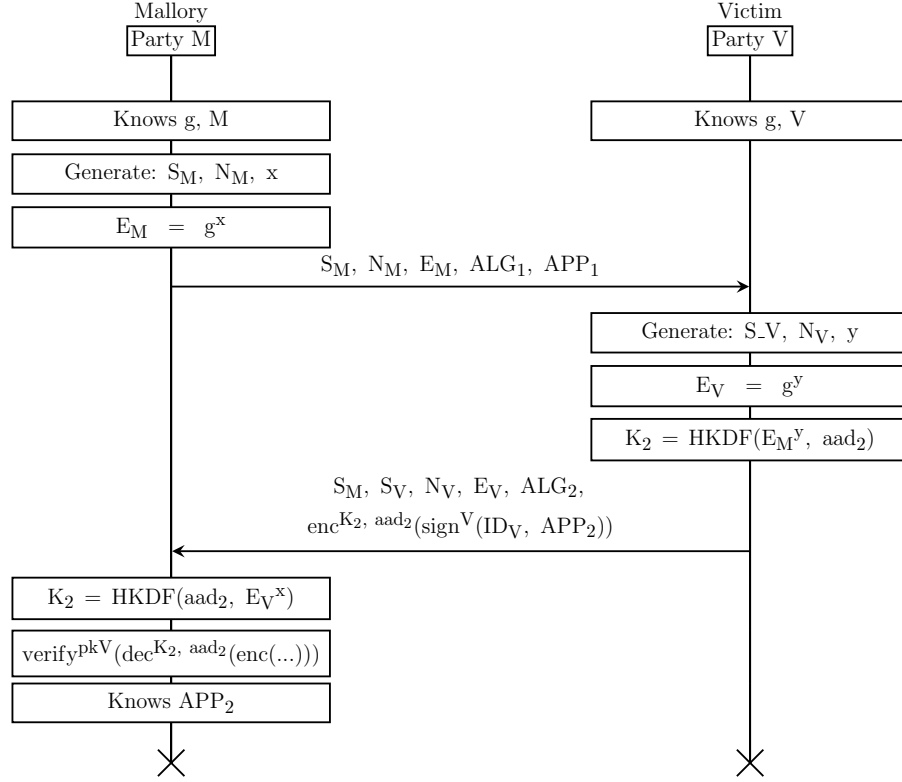 Mallory
Party M
Victim
Party V
Knows g, M
Knows g, V
Generate: S_M, N_M, x
E_M = g^x
S_M, N_M, E_M, ALG_1, APP_1
Generate: S_V, N_V, y
E_V = g^y
K_2 = HKDF(E_M^y, aad_2)
S_M, S_V, N_V, E_V, ALG_2,
enc^{K_2, aad_2}(sign^V(ID_V, APP_2))
K_2 = HKDF(aad_2, E_V^x)
verify^{pkV}(dec^{K_2, aad_2}(enc(...)))
Knows APP_2